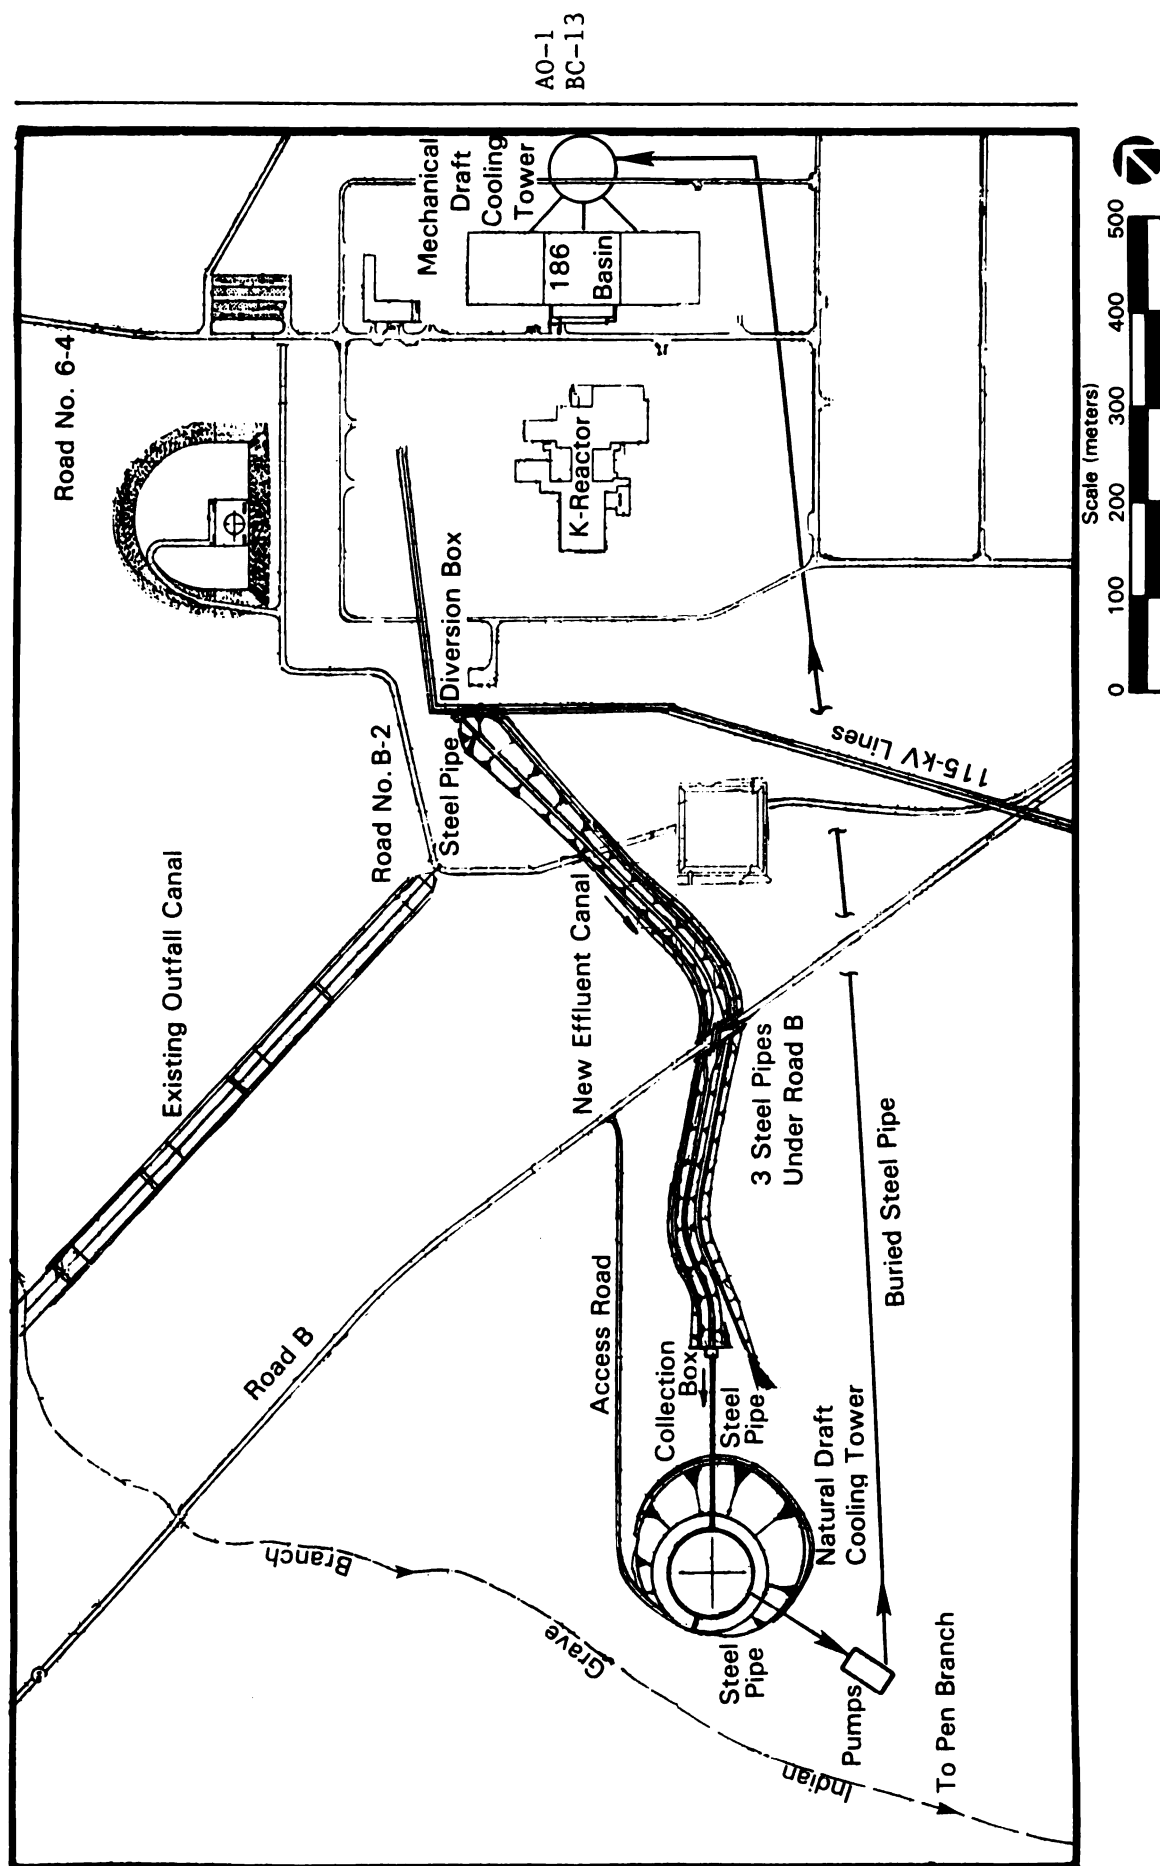 AO-1
BC-13
Road No. 6-4
Mechanical
Draft
Cooling
Tower
186
Basin
K-Reactor
Diversion Box
Road No. B-2
Steel Pipe
115-kV Lines
Existing Outfall Canal
New Effluent Canal
3 Steel Pipes
Under Road B
Road B
Access Road
Buried Steel Pipe
Collection
Box
Steel
Pipe
Natural Draft
Cooling Tower
Steel
Pipe
Pumps
Indian
Grave
Branch
To Pen Branch
0
100
200
300
400
500
Scale (meters)